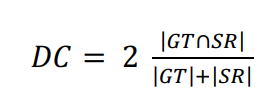 DC = 2 |GT∩SR| / |GT|+|SR|